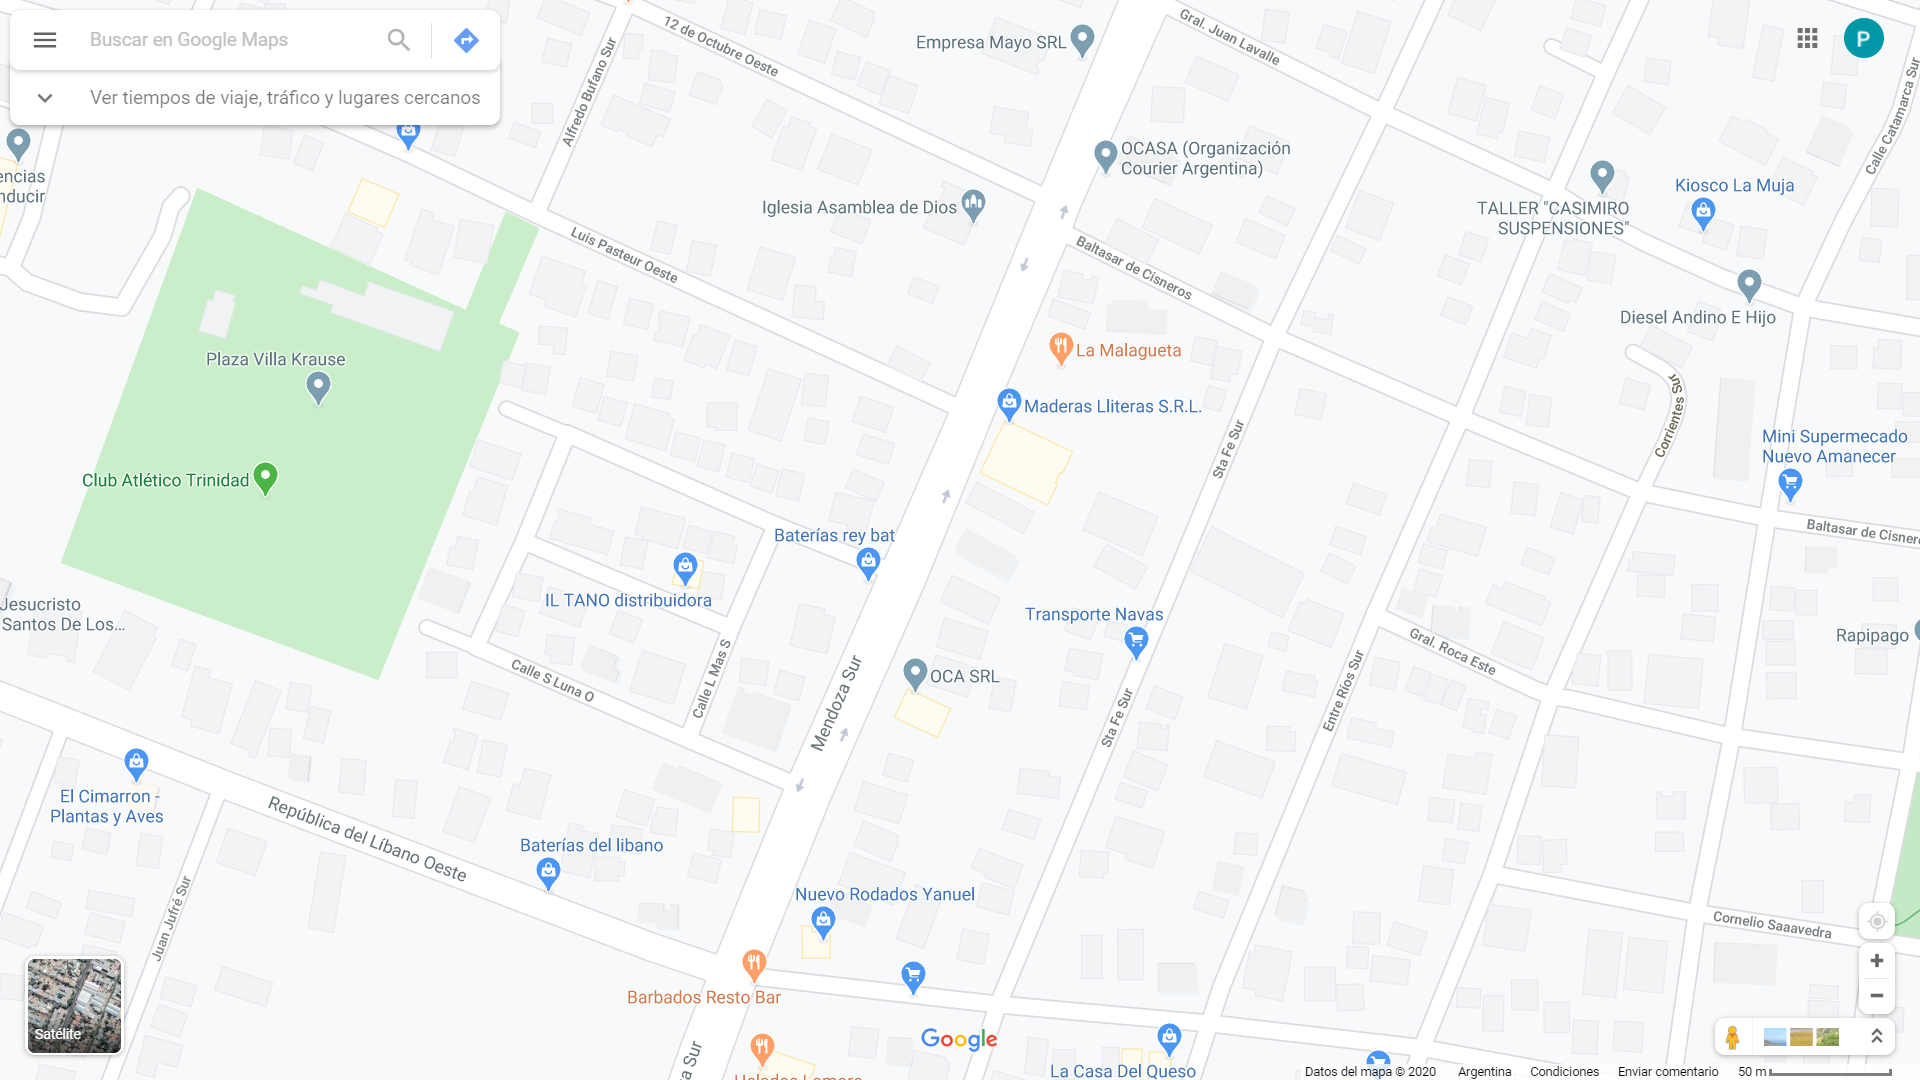 Buscar en Google Maps
Ver tiempos de viaje, tráfico y lugares cercanos
P
12 de Octubre Oeste
Alfredo Bufano Sur
Empresa Mayo SRL
Gral. Juan Lavalle
Calle Catamarca Sur
OCASA (Organización
Courier Argentina)
encias
nducir
Iglesia Asamblea de Dios
Kiosco La Muja
TALLER "CASIMIRO
SUSPENSIONES"
Luis Pasteur Oeste
Baltasar de Cisneros
Diesel Andino E Hijo
Plaza Villa Krause
La Malagueta
Maderas Lliteras S.R.L.
Corrientes Sur
Sta Fe Sur
Mini Supermecado
Nuevo Amanecer
Club Atlético Trinidad
Baterías rey bat
Baltasar de Cisnero
IL TANO distribuidora
Jesucristo
Santos De Los...
Transporte Navas
Rapipago
Gral. Roca Este
Calle S Luna O
Calle L Mas S
Mendoza Sur
OCA SRL
Sta Fe Sur
Entre Ríos Sur
El Cimarron -
Plantas y Aves
República del Líbano Oeste
Baterías del libano
Juan Jufré Sur
Nuevo Rodados Yanuel
Cornelio Saaavedra
Barbados Resto Bar
Satélite
Google
a Sur
Helados Lomoro
La Casa Del Queso
Datos del mapa © 2020
Argentina
Condiciones
Enviar comentario
50 m